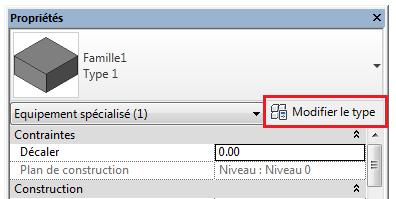 Propriétés
Famille1
Type 1
Equipement spécialisé (1)
Modifier le type
Contraintes
Décaler 0.00
Plan de construction Niveau : Niveau 0
Construction